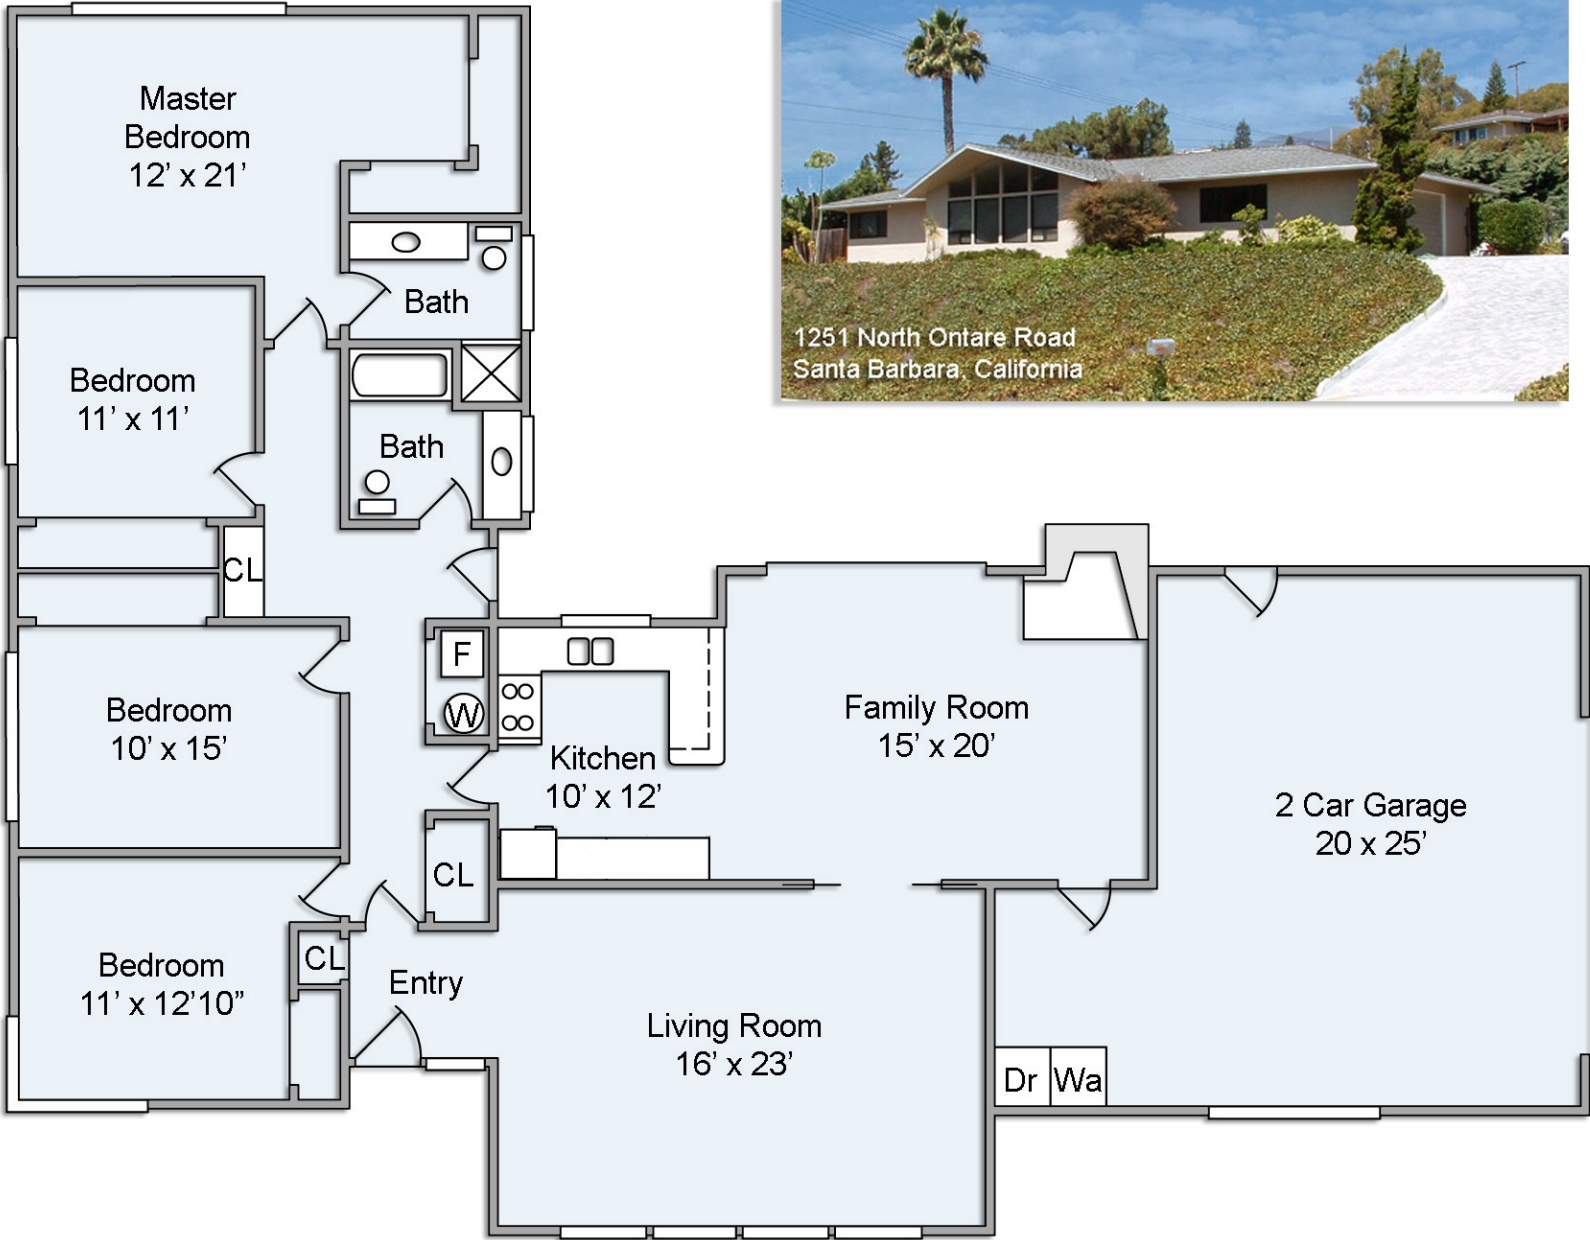 Master
Bedroom
12’ x 21’
1251 North Ontare Road
Santa Barbara, California
Bath
Bedroom
11’ x 11’
Bath
CL
F
W
Bedroom
10’ x 15’
Kitchen
10’ x 12’
Family Room
15’ x 20’
2 Car Garage
20 x 25’
CL
CL
Bedroom
11’ x 12’10”
Entry
Living Room
16’ x 23’
Dr Wa